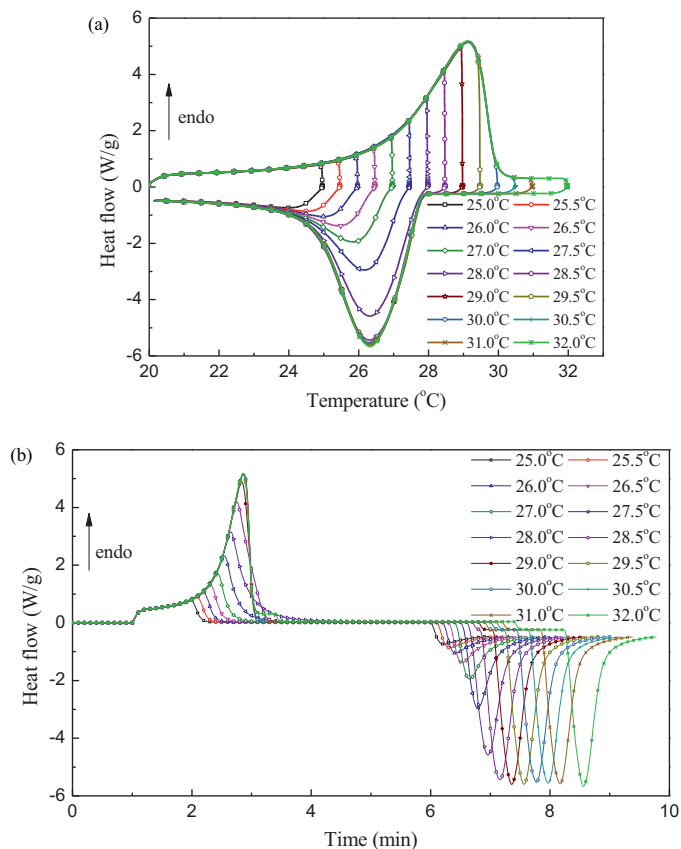 (a)
6
4
2
0
-2
-4
-6
Heat flow (W/g)
endo
25.0°C 25.5°C
26.0°C 26.5°C
27.0°C 27.5°C
28.0°C 28.5°C
29.0°C 29.5°C
30.0°C 30.5°C
31.0°C 32.0°C
20 22 24 26 28 30 32
Temperature (°C)
(b)
6
4
2
0
-2
-4
-6
Heat flow (W/g)
endo
25.0°C 25.5°C
26.0°C 26.5°C
27.0°C 27.5°C
28.0°C 28.5°C
29.0°C 29.5°C
30.0°C 30.5°C
31.0°C 32.0°C
0 2 4 6 8 10
Time (min)